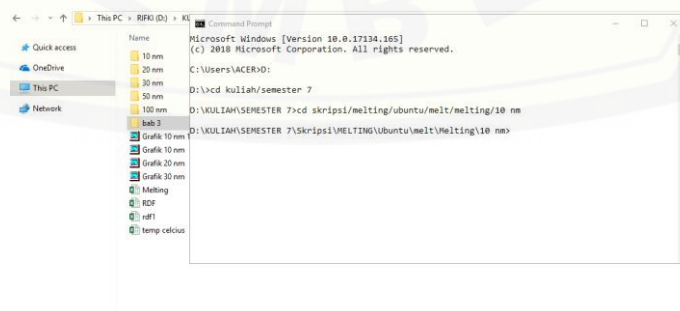 This PC > RIFKI (D:) > KU
Command Prompt
Quick access
OneDrive
This PC
Network
Name
10 nm
20 nm
30 nm
50 nm
100 nm
bab 3
Grafik 10 nm 1
Grafik 10 nm
Grafik 20 nm
Grafik 30 nm
Melting
RDF
rdf1
temp celcius
Microsoft Windows [Version 10.0.17134.165]
(c) 2018 Microsoft Corporation. All rights reserved.
C:\Users\ACER>D:
D:\>cd kuliah/semester 7
D:\KULIAH\SEMESTER 7>cd skripsi/melting/ubuntu/melt/melting/10 nm
D:\KULIAH\SEMESTER 7\Skripsi\MELTING\Ubuntu\melt\Melting\10 nm>